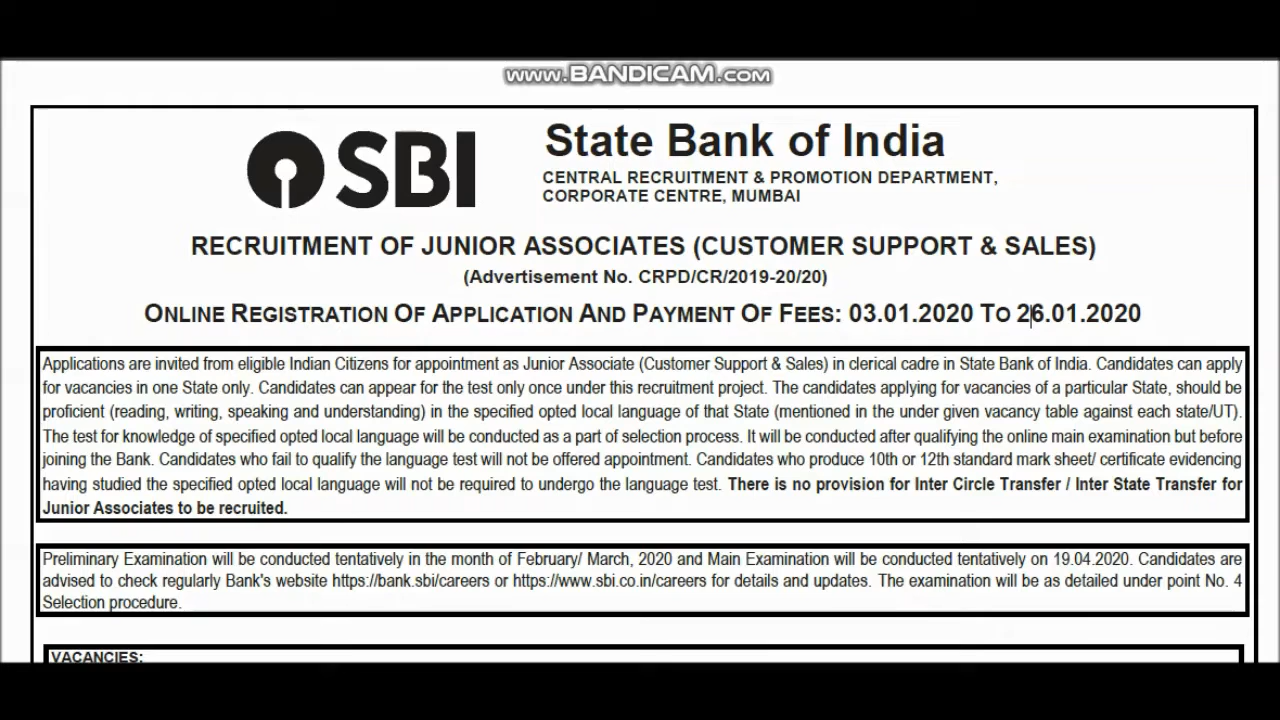 www.BANDICAM.com
SBI
State Bank of India
CENTRAL RECRUITMENT & PROMOTION DEPARTMENT,
CORPORATE CENTRE, MUMBAI
RECRUITMENT OF JUNIOR ASSOCIATES (CUSTOMER SUPPORT & SALES)
(Advertisement No. CRPD/CR/2019-20/20)
ONLINE REGISTRATION OF APPLICATION AND PAYMENT OF FEES: 03.01.2020 TO 26.01.2020
Applications are invited from eligible Indian Citizens for appointment as Junior Associate (Customer Support & Sales) in clerical cadre in State Bank of India. Candidates can apply
for vacancies in one State only. Candidates can appear for the test only once under this recruitment project. The candidates applying for vacancies of a particular State, should be
proficient (reading, writing, speaking and understanding) in the specified opted local language of that State (mentioned in the under given vacancy table against each state/UT).
The test for knowledge of specified opted local language will be conducted as a part of selection process. It will be conducted after qualifying the online main examination but before
joining the Bank. Candidates who fail to qualify the language test will not be offered appointment. Candidates who produce 10th or 12th standard mark sheet/ certificate evidencing
having studied the specified opted local language will not be required to undergo the language test. There is no provision for Inter Circle Transfer / Inter State Transfer for
Junior Associates to be recruited.
Preliminary Examination will be conducted tentatively in the month of February/ March, 2020 and Main Examination will be conducted tentatively on 19.04.2020. Candidates are
advised to check regularly Bank's website https://bank.sbi/careers or https://www.sbi.co.in/careers for details and updates. The examination will be as detailed under point No. 4
Selection procedure.
VACANCIES: